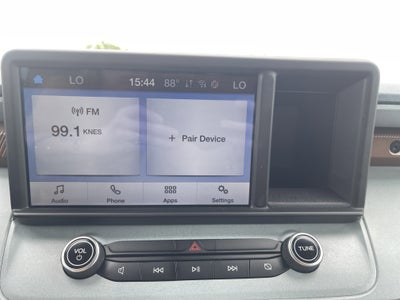 LO 15:44 88° LO
FM
99.1 KNES
+ Pair Device
Audio Phone Apps Settings
VOL
TUNE